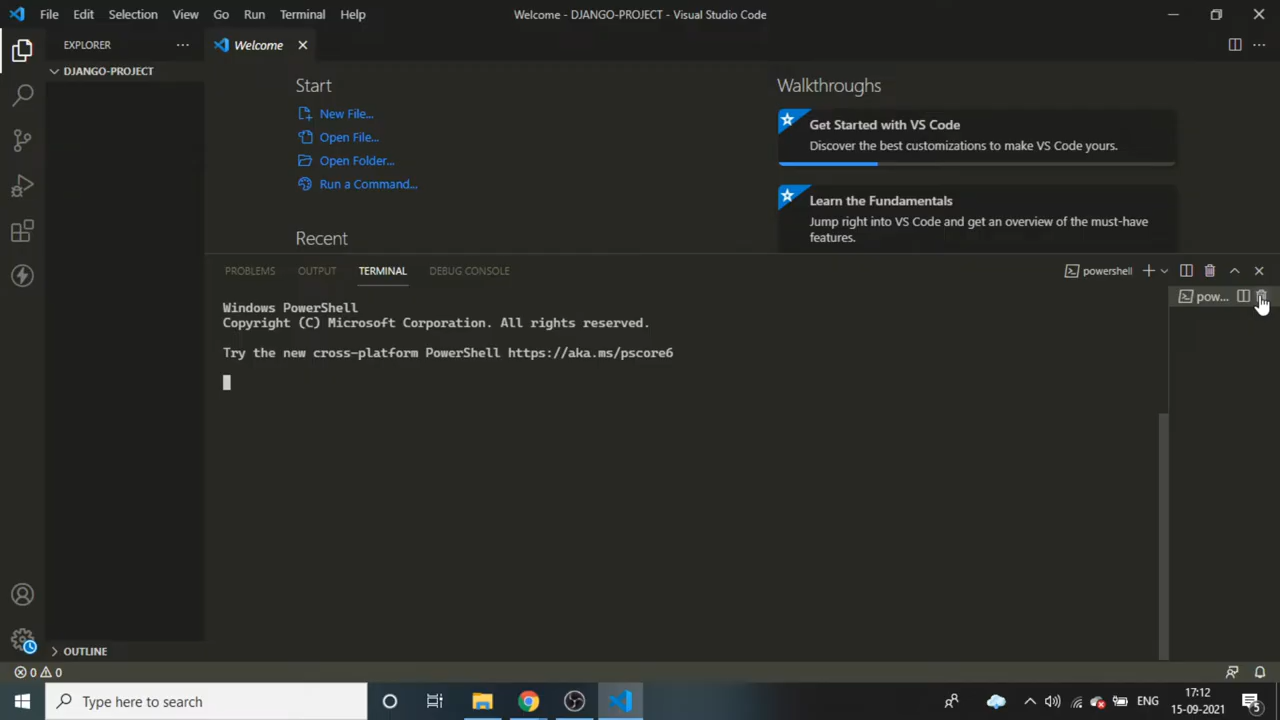 File Edit Selection View Go Run Terminal Help
Welcome - DJANGO-PROJECT - Visual Studio Code
EXPLORER
Welcome
DJANGO-PROJECT
Start
New File...
Open File...
Open Folder...
Run a Command...
Recent
Walkthroughs
Get Started with VS Code
Discover the best customizations to make VS Code yours.
Learn the Fundamentals
Jump right into VS Code and get an overview of the must-have
features.
PROBLEMS OUTPUT TERMINAL DEBUG CONSOLE
powershell
pow...
Windows PowerShell
Copyright (C) Microsoft Corporation. All rights reserved.
Try the new cross-platform PowerShell https://aka.ms/pscore6
OUTLINE
0 0
Type here to search
ENG
17:12
15-09-2021
5